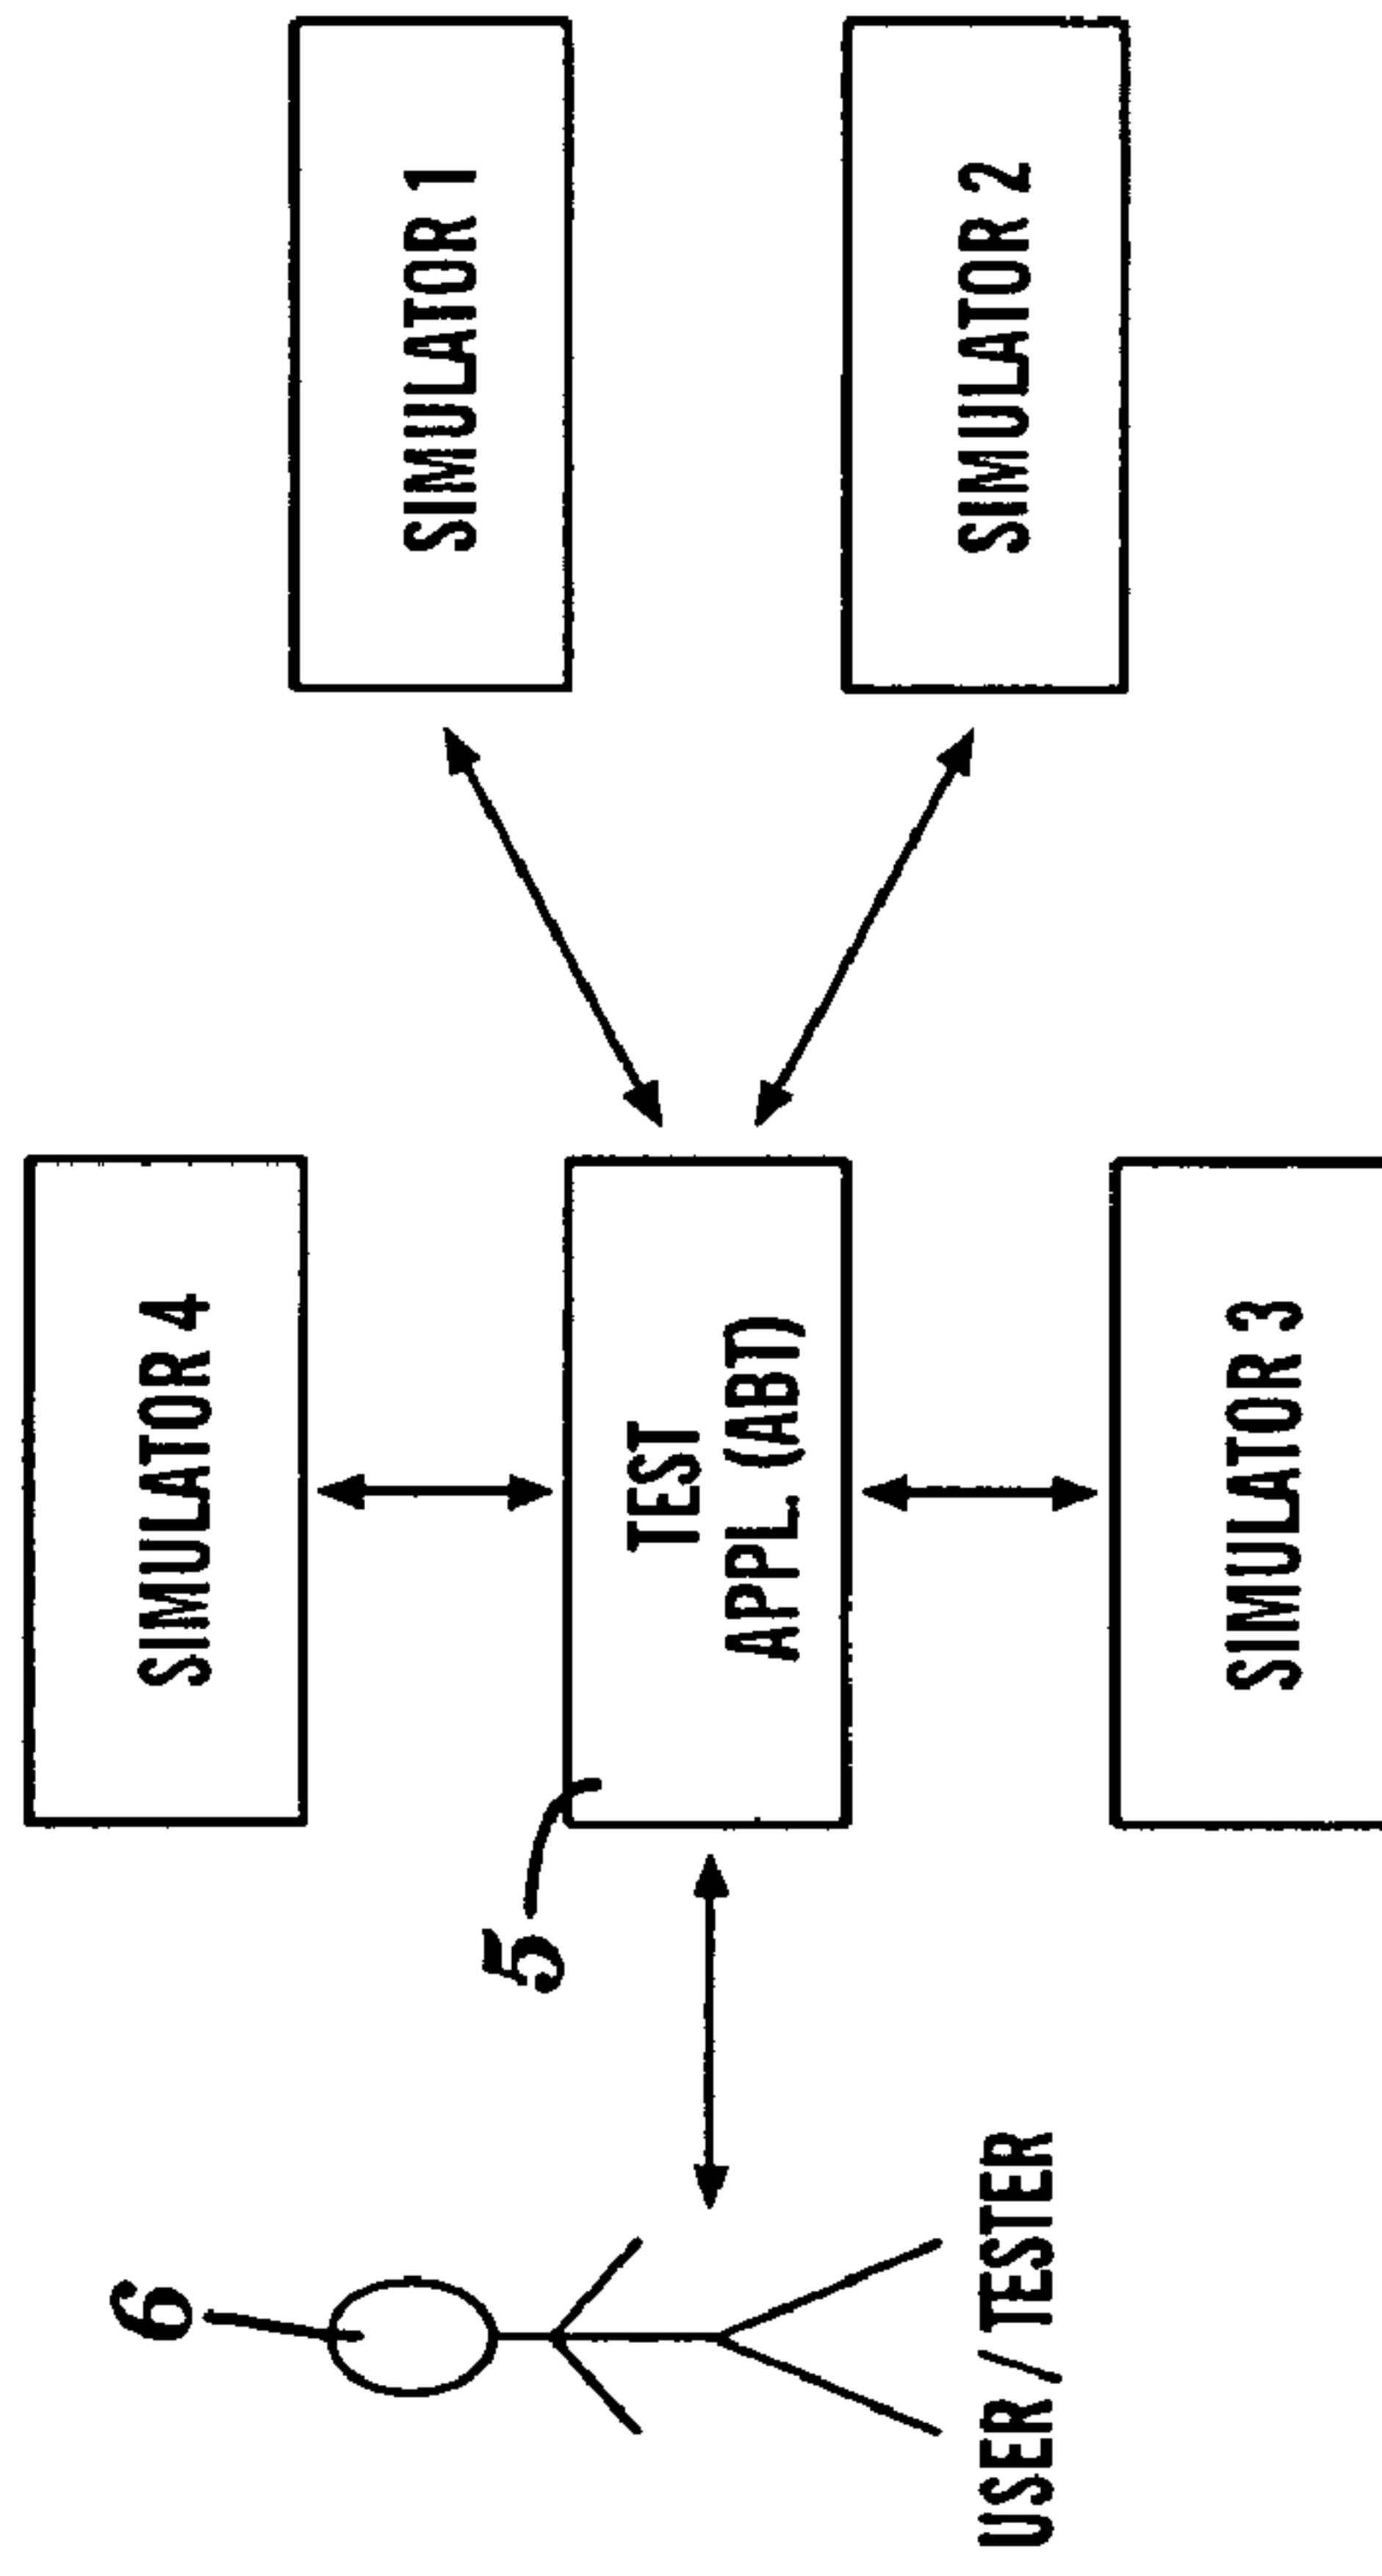 SIMULATOR 4
SIMULATOR 1
6
5
TEST
APPL. (ABT)
SIMULATOR 2
USER / TESTER
SIMULATOR 3